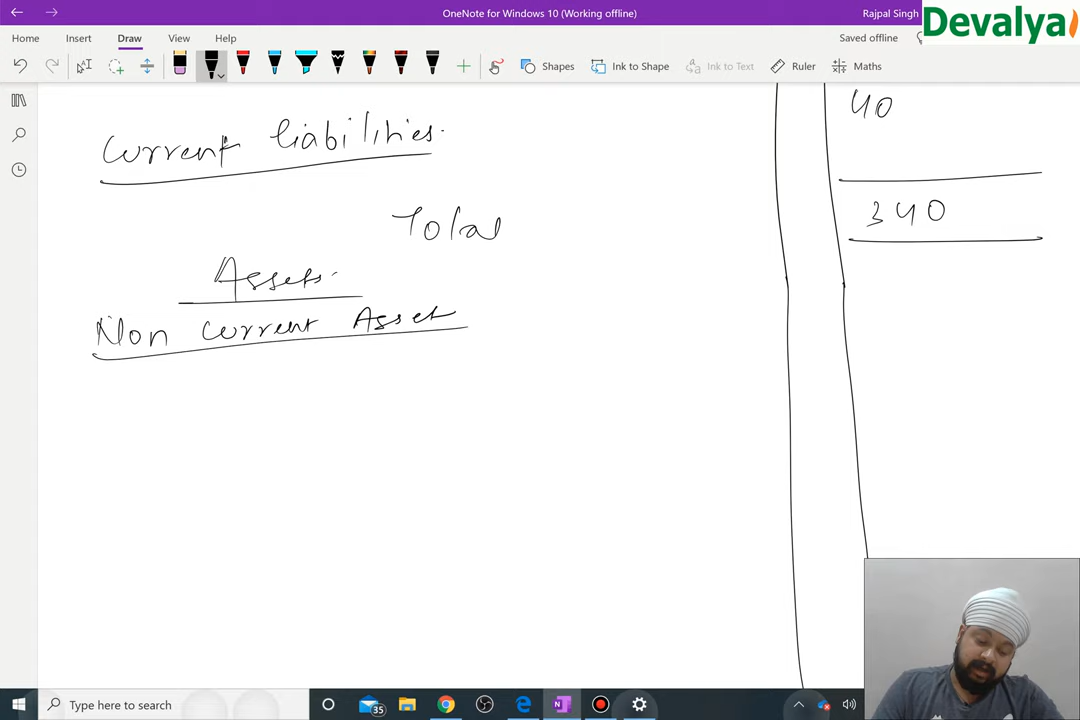 OneNote for Windows 10 (Working offline)
Rajpal Singh
Devalya
Home Insert Draw View Help
Saved offline
Shapes Ink to Shape Ink to Text Ruler Maths
40
Current liabilities.
340
Total
Assets.
Non Current Asset
Type here to search
35